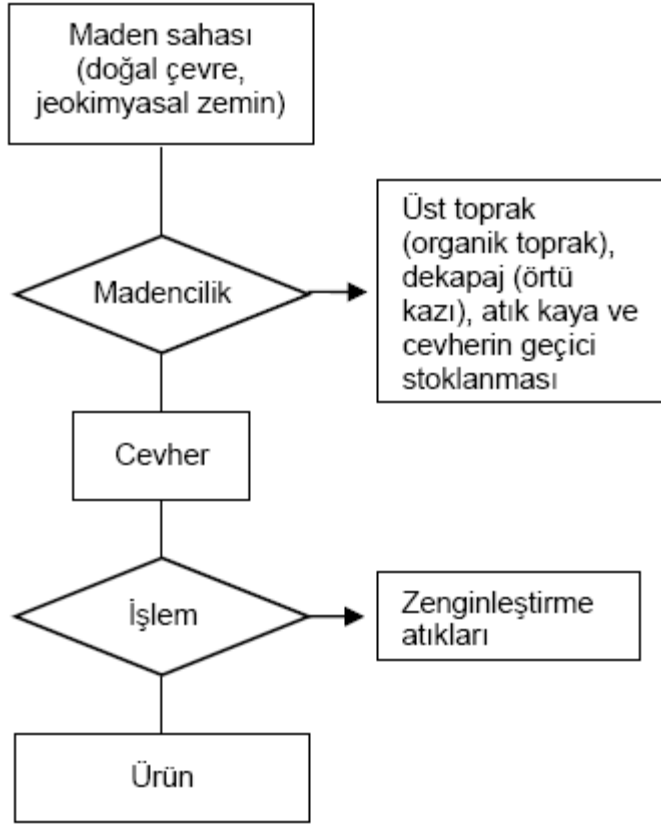 Maden sahası
(doğal çevre,
jeokimyasal zemin)
Madencilik
Üst toprak
(organik toprak),
dekapaj (örtü
kazı), atık kaya ve
cevherin geçici
stoklanması
Cevher
İşlem
Zenginleştirme
atıkları
Ürün